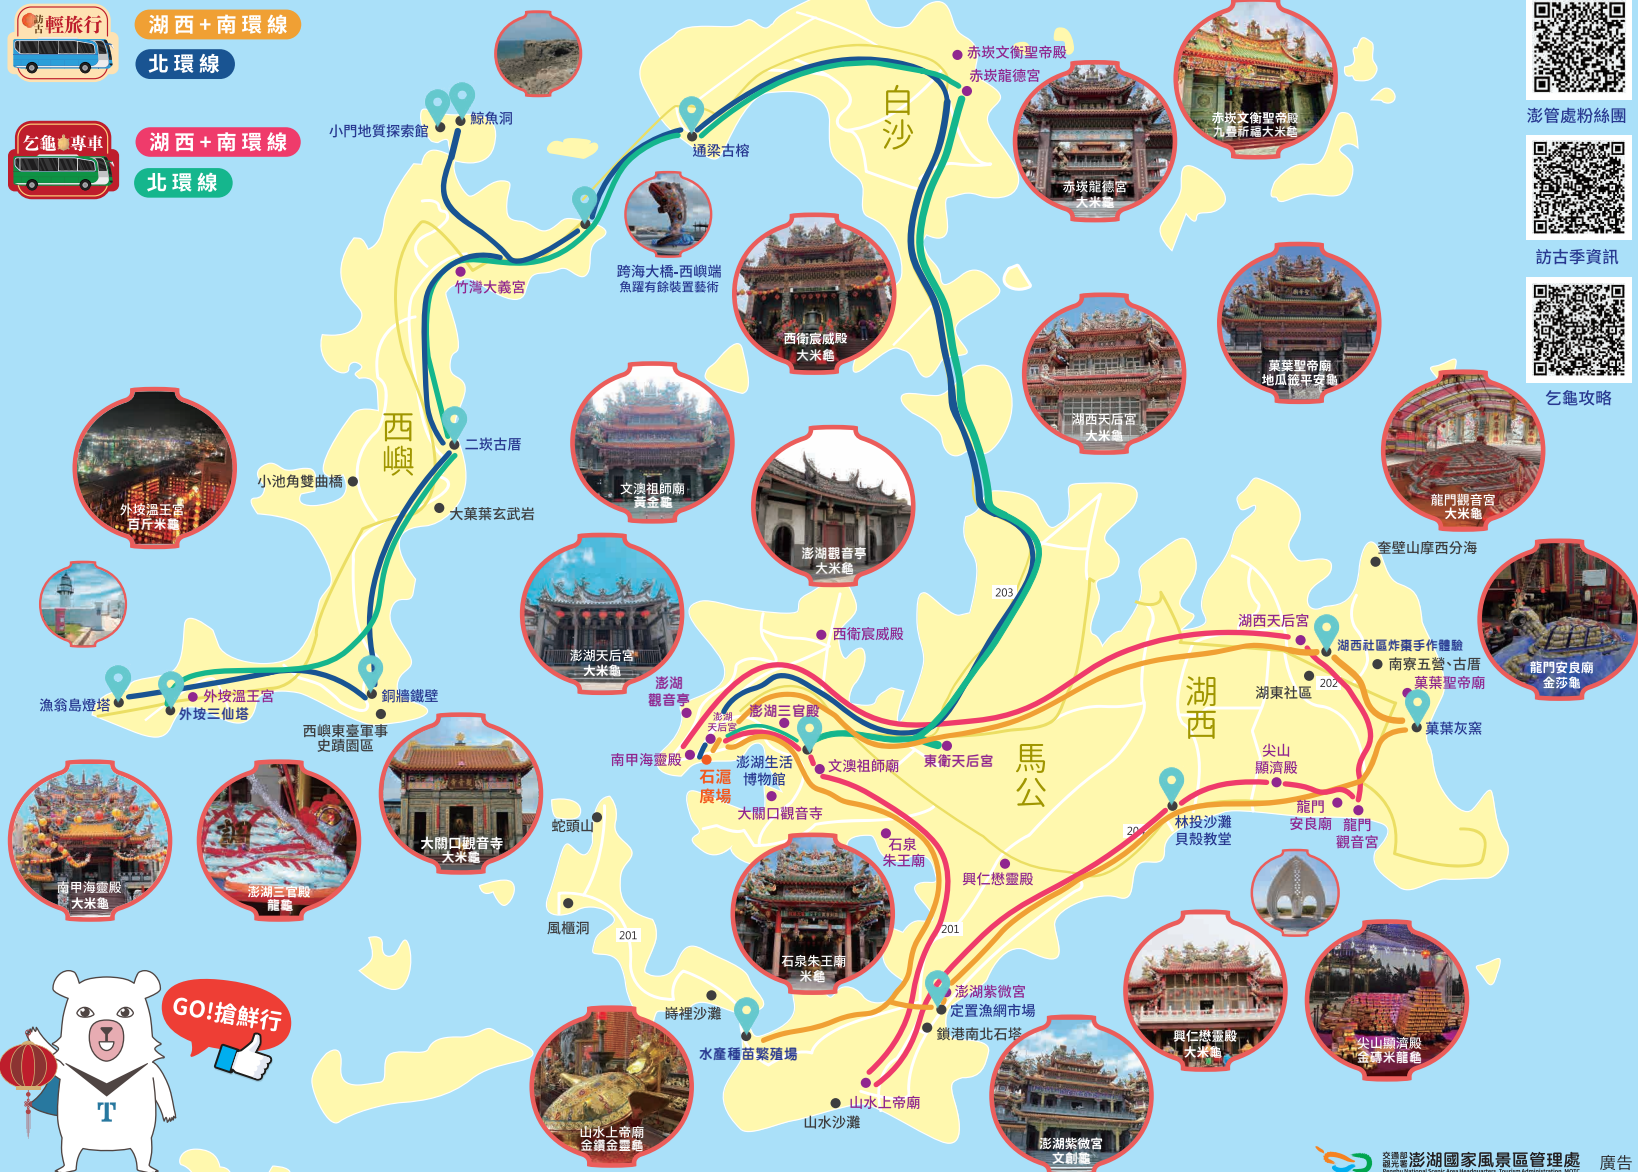 訪古 輕旅行
湖西+南環線
北環線
乞龜 專車
湖西+南環線
北環線
澎管處粉絲團
訪古季資訊
乞龜攻略
赤崁文衡聖帝殿
赤崁龍德宮
白沙
赤崁文衡聖帝殿
九疊祈福大米龜
赤崁龍德宮
大米龜
小門地質探索館
鯨魚洞
通梁古榕
跨海大橋-西嶼端
魚躍有餘裝置藝術
竹灣大義宮
西衛宸威殿
大米龜
菓葉聖帝廟
地瓜籤平安龜
湖西天后宮
大米龜
西嶼
二崁古厝
小池角雙曲橋
大菓葉玄武岩
外垵溫王宮
百斤米龜
文澳祖師廟
黃金龜
澎湖觀音亭
大米龜
龍門觀音宮
大米龜
奎壁山摩西分海
龍門安良廟
金莎龜
澎湖天后宮
大米龜
203
西衛宸威殿
湖西天后宮
湖西社區炸棗手作體驗
南寮五營、古厝
菓葉聖帝廟
湖東社區
202
菓葉灰窯
漁翁島燈塔
外垵溫王宮
外垵三仙塔
銅牆鐵壁
西嶼東臺軍事
史蹟園區
澎湖
觀音亭
澎湖
天后宮
澎湖三官殿
南甲海靈殿
石滬
廣場
澎湖生活
博物館
文澳祖師廟
東衛天后宮
大關口觀音寺
湖西
馬公
尖山
顯濟殿
龍門
安良廟
龍門
觀音宮
林投沙灘
貝殼教堂
石泉
朱王廟
興仁懋靈殿
南甲海靈殿
大米龜
澎湖三官殿
龍龜
大關口觀音寺
大米龜
蛇頭山
風櫃洞
201
201
石泉朱王廟
米龜
澎湖紫微宮
定置漁網市場
鎖港南北石塔
嵵裡沙灘
水產種苗繁殖場
山水上帝廟
山水沙灘
山水上帝廟
金鑽金靈龜
澎湖紫微宮
文創龜
興仁懋靈殿
大米龜
尖山顯濟殿
金磚米龍龜
GO!搶鮮行
T
交通部
觀光署
澎湖國家風景區管理處
Penghu National Scenic Area Headquarters, Tourism Administration, MOTC
廣告